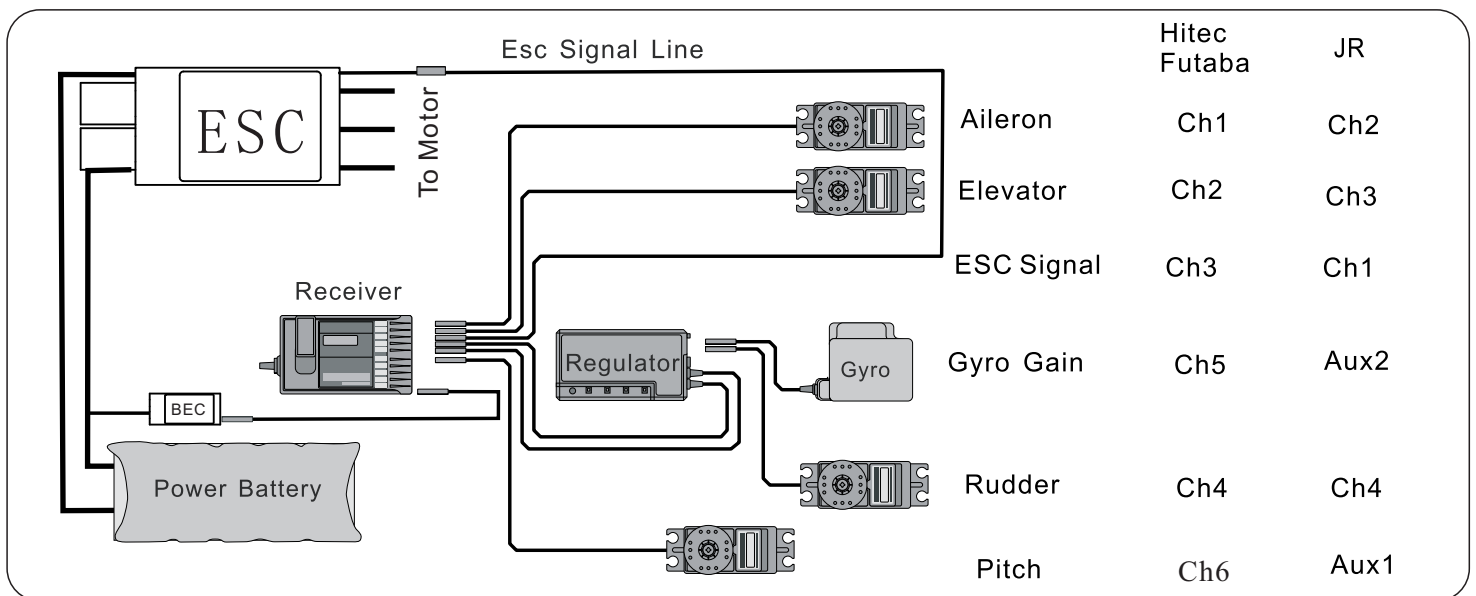 Hitec
Futaba
JR
Esc Signal Line
ESC
To Motor
Aileron Ch1 Ch2
Elevator Ch2 Ch3
ESC Signal Ch3 Ch1
Receiver
Regulator
Gyro
Gyro Gain Ch5 Aux2
BEC
Power Battery
Rudder Ch4 Ch4
Pitch Ch6 Aux1